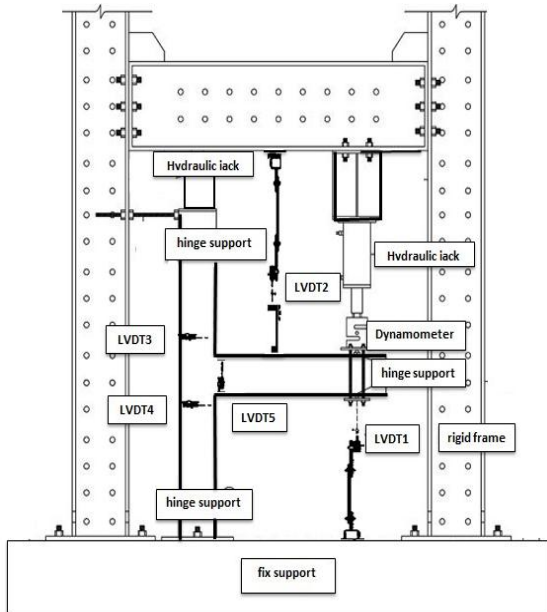 Hvdraulic iack
hinge support
Hvdraulic iack
LVDT2
Dynamometer
LVDT3
hinge support
LVDT4
LVDT5
LVDT1
rigid frame
hinge support
fix support